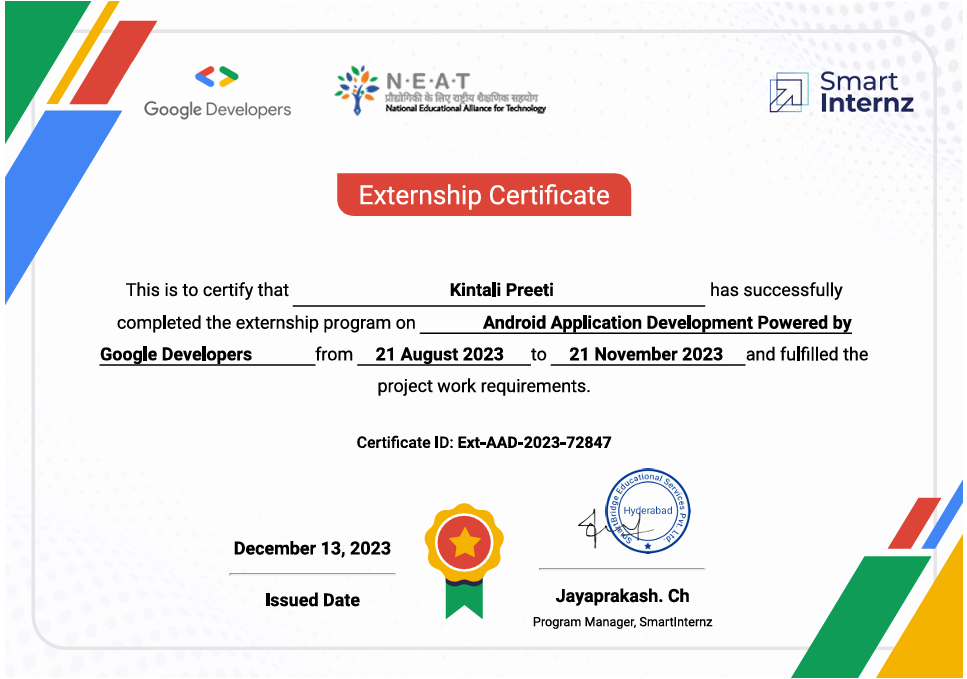 Google Developers
N·E·A·T
प्रौद्योगिकी के लिए राष्ट्रीय शैक्षणिक सहयोग
National Educational Alliance for Technology
Smart
Internz
Externship Certificate
This is to certify that Kintali Preeti has successfully
completed the externship program on Android Application Development Powered by
Google Developers from 21 August 2023 to 21 November 2023 and fulfilled the
project work requirements.
Certificate ID: Ext-AAD-2023-72847
SmartBridge Educational Services Pvt. Ltd.
Hyderabad
December 13, 2023
Issued Date
Jayaprakash. Ch
Program Manager, SmartInternz